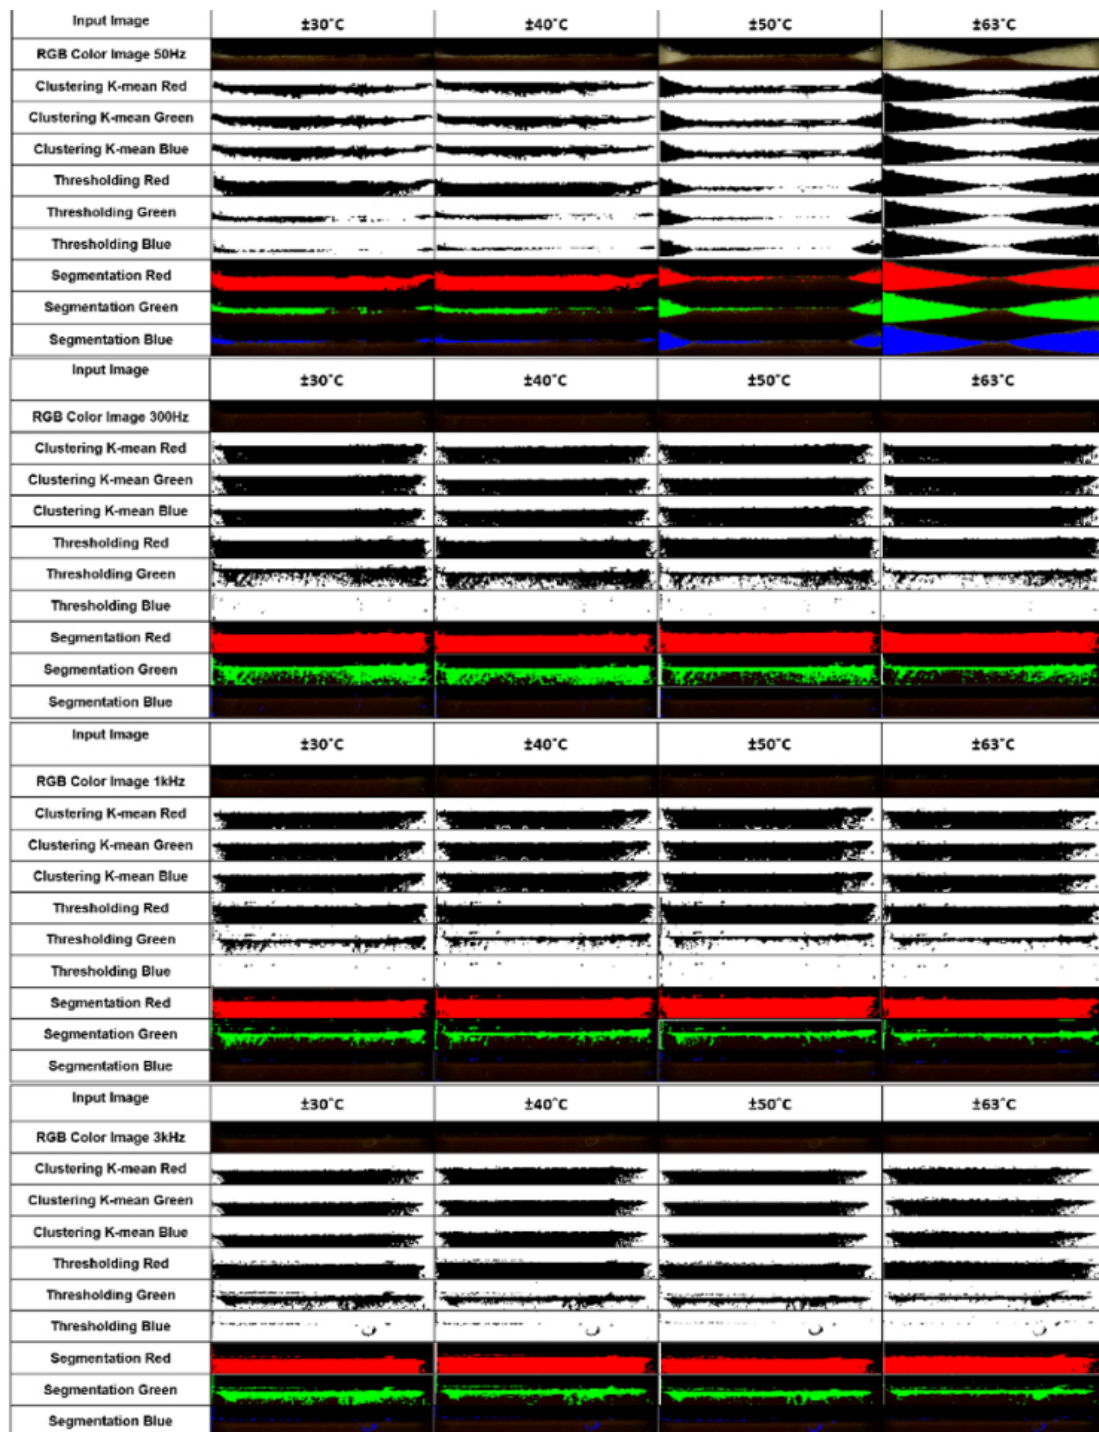 Input Image ±30˚C ±40˚C ±50˚C ±63˚C
RGB Color Image 50Hz
Clustering K-mean Red
Clustering K-mean Green
Clustering K-mean Blue
Thresholding Red
Thresholding Green
Thresholding Blue
Segmentation Red
Segmentation Green
Segmentation Blue
Input Image ±30˚C ±40˚C ±50˚C ±63˚C
RGB Color Image 300Hz
Clustering K-mean Red
Clustering K-mean Green
Clustering K-mean Blue
Thresholding Red
Thresholding Green
Thresholding Blue
Segmentation Red
Segmentation Green
Segmentation Blue
Input Image ±30˚C ±40˚C ±50˚C ±63˚C
RGB Color Image 1kHz
Clustering K-mean Red
Clustering K-mean Green
Clustering K-mean Blue
Thresholding Red
Thresholding Green
Thresholding Blue
Segmentation Red
Segmentation Green
Segmentation Blue
Input Image ±30˚C ±40˚C ±50˚C ±63˚C
RGB Color Image 3kHz
Clustering K-mean Red
Clustering K-mean Green
Clustering K-mean Blue
Thresholding Red
Thresholding Green
Thresholding Blue
Segmentation Red
Segmentation Green
Segmentation Blue